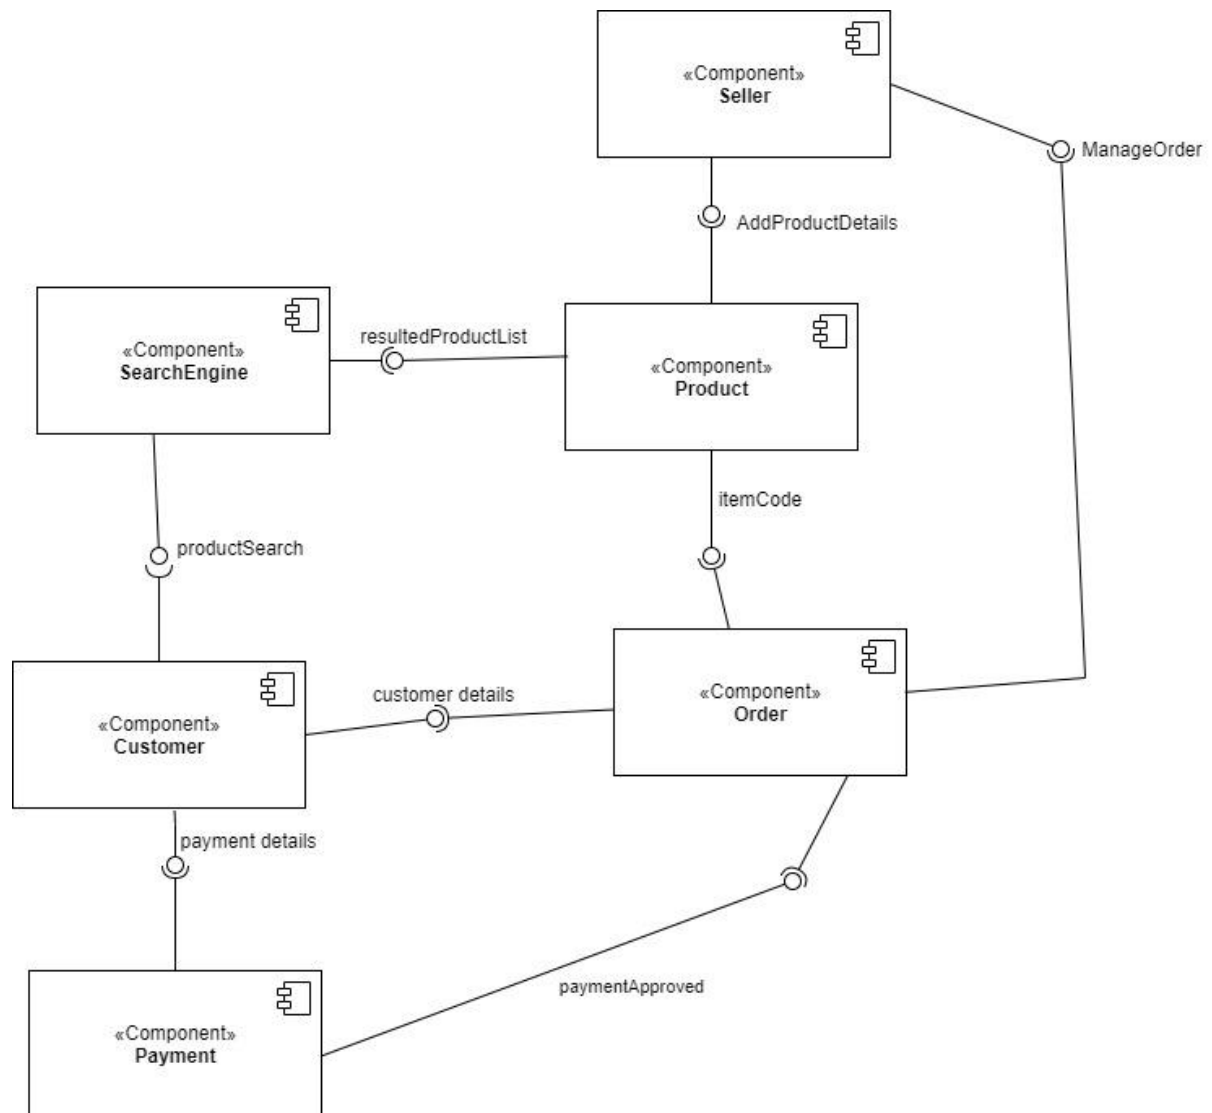 «Component»
Seller
ManageOrder
AddProductDetails
resultedProductList
«Component»
SearchEngine
«Component»
Product
itemCode
productSearch
customer details
«Component»
Order
«Component»
Customer
payment details
paymentApproved
«Component»
Payment